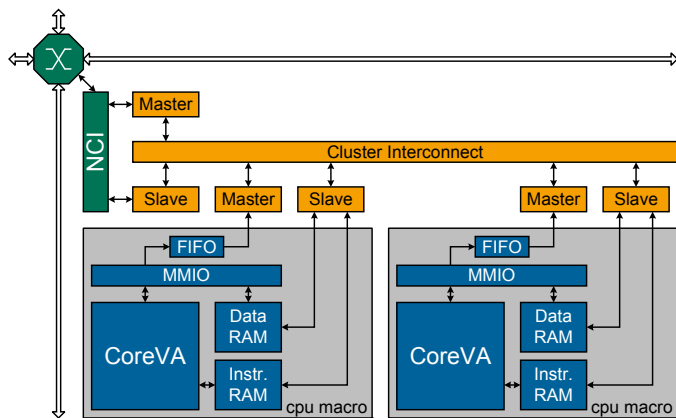 Master
NCI
Cluster Interconnect
Slave
Master
Slave
Master
Slave
FIFO
MMIO
CoreVA
Data
RAM
Instr.
RAM
cpu macro
FIFO
MMIO
CoreVA
Data
RAM
Instr.
RAM
cpu macro